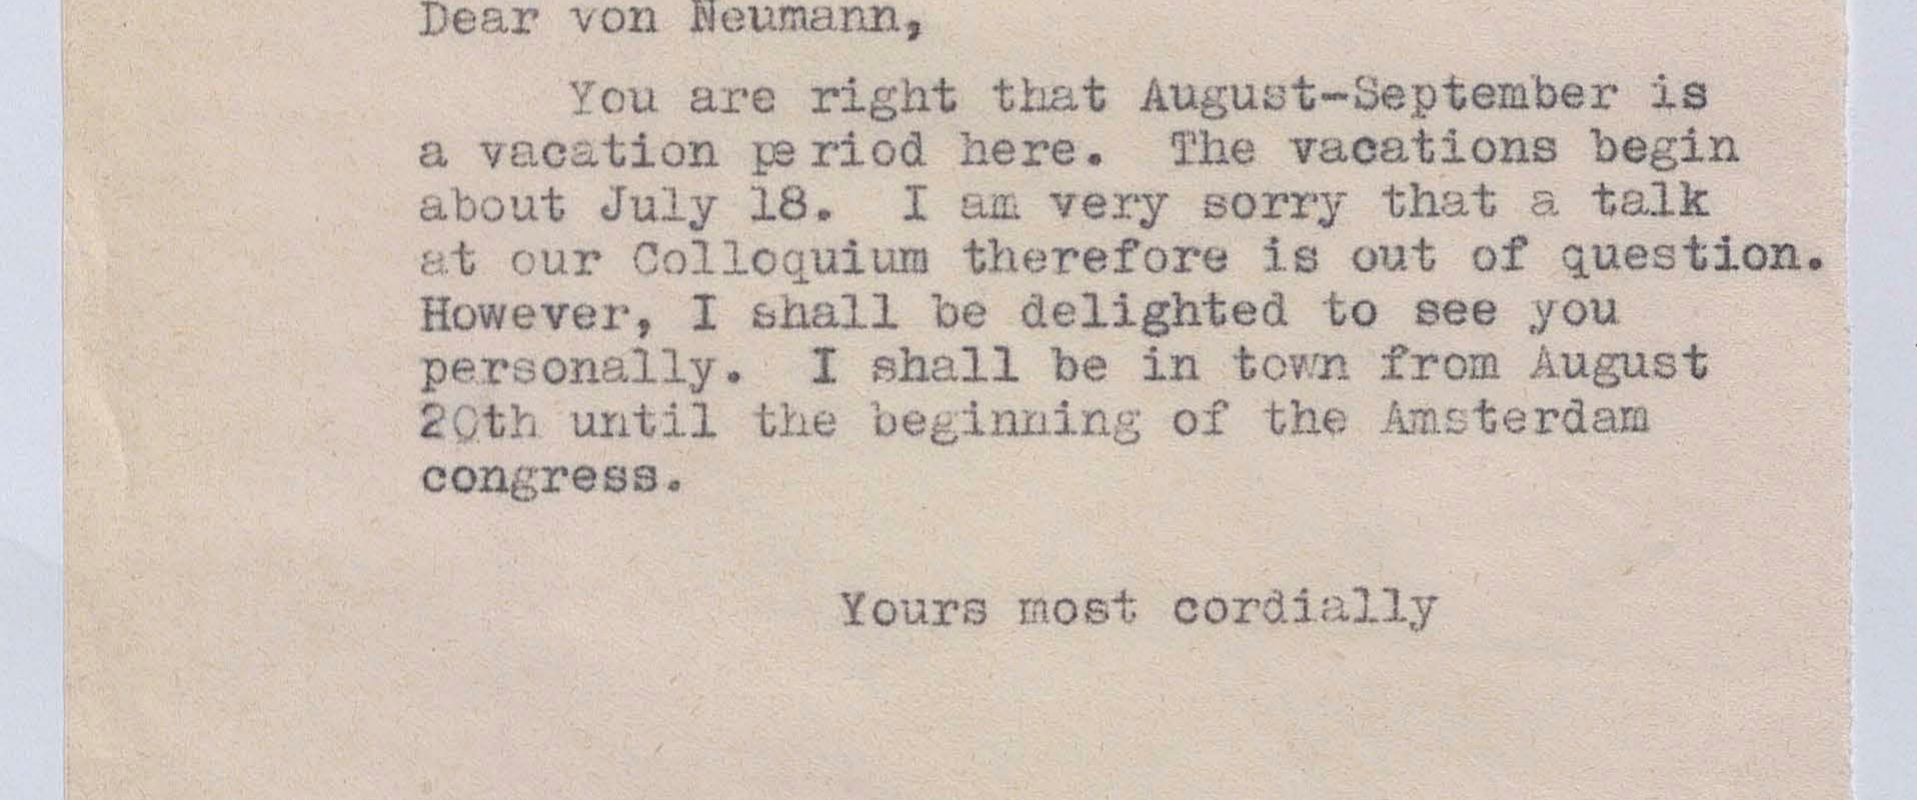 Dear von Neumann,
You are right that August-September is
a vacation period here. The vacations begin
about July 18. I am very sorry that a talk
at our Colloquium therefore is out of question.
However, I shall be delighted to see you
personally. I shall be in town from August
20th until the beginning of the Amsterdam
congress.
Yours most cordially